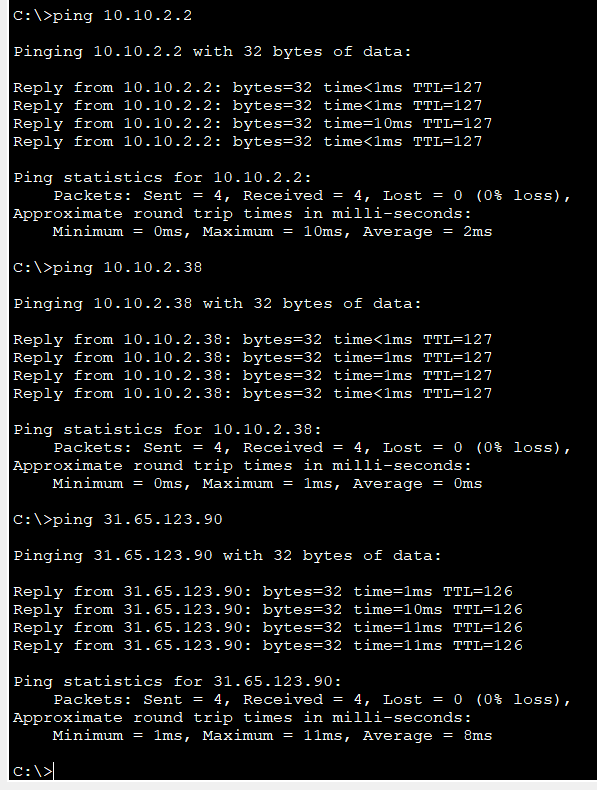 C:\>ping 10.10.2.2
Pinging 10.10.2.2 with 32 bytes of data:
Reply from 10.10.2.2: bytes=32 time<1ms TTL=127
Reply from 10.10.2.2: bytes=32 time<1ms TTL=127
Reply from 10.10.2.2: bytes=32 time=10ms TTL=127
Reply from 10.10.2.2: bytes=32 time<1ms TTL=127
Ping statistics for 10.10.2.2:
    Packets: Sent = 4, Received = 4, Lost = 0 (0% loss),
Approximate round trip times in milli-seconds:
    Minimum = 0ms, Maximum = 10ms, Average = 2ms
C:\>ping 10.10.2.38
Pinging 10.10.2.38 with 32 bytes of data:
Reply from 10.10.2.38: bytes=32 time<1ms TTL=127
Reply from 10.10.2.38: bytes=32 time=1ms TTL=127
Reply from 10.10.2.38: bytes=32 time=1ms TTL=127
Reply from 10.10.2.38: bytes=32 time<1ms TTL=127
Ping statistics for 10.10.2.38:
    Packets: Sent = 4, Received = 4, Lost = 0 (0% loss),
Approximate round trip times in milli-seconds:
    Minimum = 0ms, Maximum = 1ms, Average = 0ms
C:\>ping 31.65.123.90
Pinging 31.65.123.90 with 32 bytes of data:
Reply from 31.65.123.90: bytes=32 time=1ms TTL=126
Reply from 31.65.123.90: bytes=32 time=10ms TTL=126
Reply from 31.65.123.90: bytes=32 time=11ms TTL=126
Reply from 31.65.123.90: bytes=32 time=11ms TTL=126
Ping statistics for 31.65.123.90:
    Packets: Sent = 4, Received = 4, Lost = 0 (0% loss),
Approximate round trip times in milli-seconds:
    Minimum = 1ms, Maximum = 11ms, Average = 8ms
C:\>